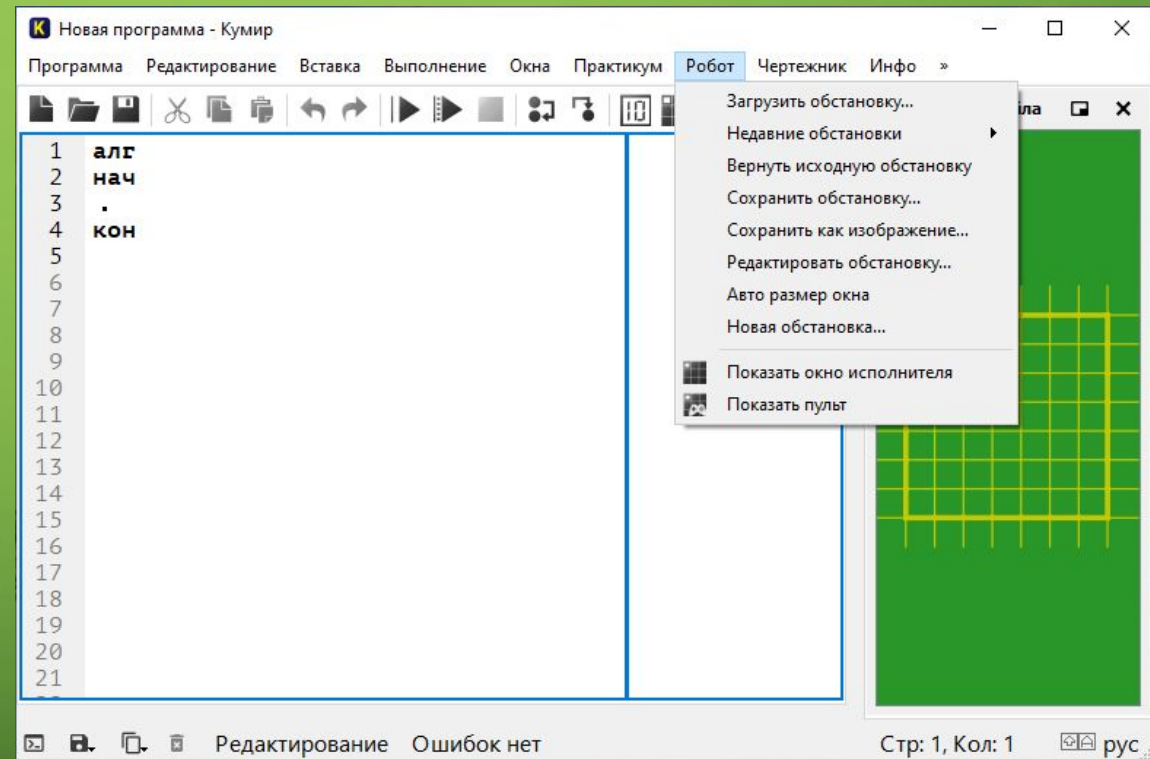 Новая программа - Кумир
Программа Редактирование Вставка Выполнение Окна Практикум Робот Чертежник Инфо »
Загрузить обстановку...
Недавние обстановки
Вернуть исходную обстановку
Сохранить обстановку...
Сохранить как изображение...
Редактировать обстановку...
Авто размер окна
Новая обстановка...
Показать окно исполнителя
Показать пульт
1 алг
2 нач
3 .
4 кон
5
6
7
8
9
10
11
12
13
14
15
16
17
18
19
20
21
Редактирование Ошибок нет Стр: 1, Кол: 1 рус